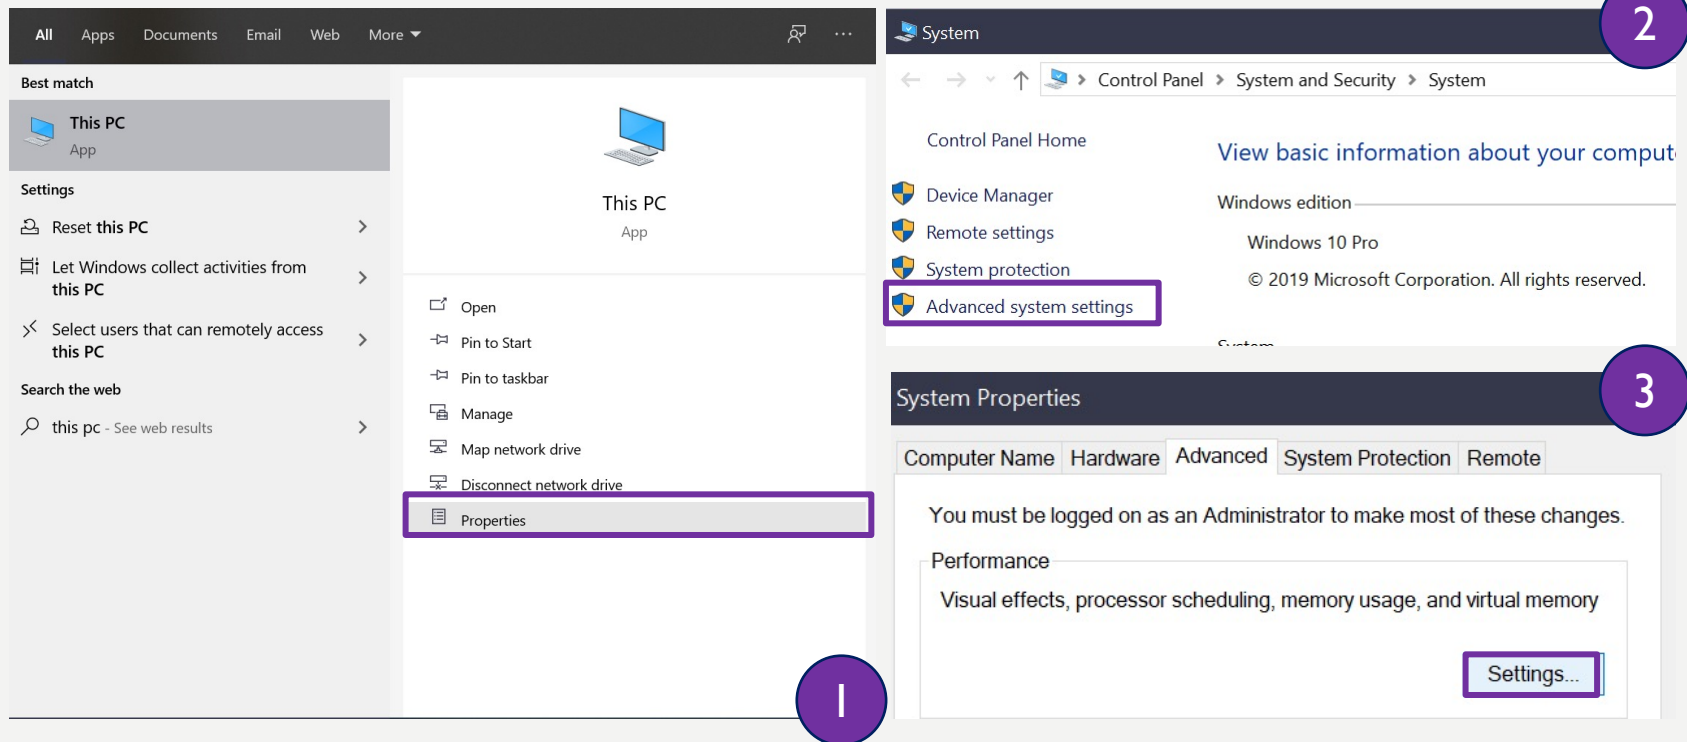 All Apps Documents Email Web More
Best match
This PC
App
Settings
Reset this PC
Let Windows collect activities from
this PC
Select users that can remotely access
this PC
Search the web
this pc - See web results
This PC
App
Open
Pin to Start
Pin to taskbar
Manage
Map network drive
Disconnect network drive
Properties
1
2
System
Control Panel > System and Security > System
Control Panel Home
Device Manager
Remote settings
System protection
Advanced system settings
View basic information about your comput
Windows edition
Windows 10 Pro
© 2019 Microsoft Corporation. All rights reserved.
System
3
System Properties
Computer Name Hardware Advanced System Protection Remote
You must be logged on as an Administrator to make most of these changes.
Performance
Visual effects, processor scheduling, memory usage, and virtual memory
Settings...